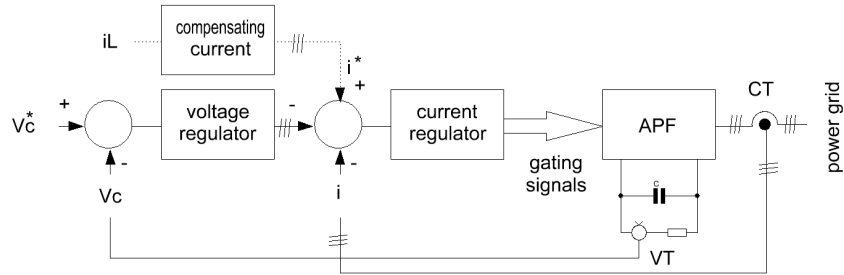 iL
compensating
current
i*
+
+
Vc*
-
voltage
regulator
-
-
Vc
i
current
regulator
gating
signals
APF
CT
power grid
c
VT